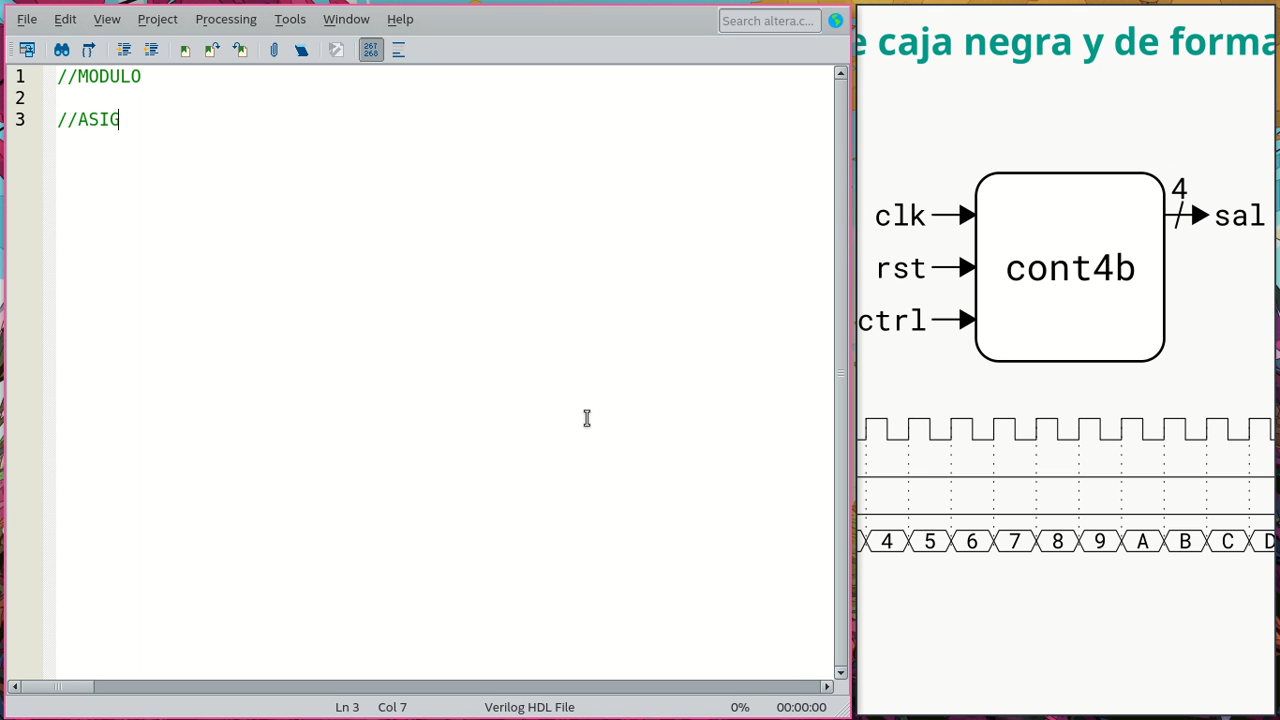 File Edit View Project Processing Tools Window Help
Search altera.c...
267
268
1 //MODULO
2
3 //ASIG
Ln 3 Col 7 Verilog HDL File 0% 00:00:00
e caja negra y de forma
4
clk sal
rst cont4b
ctrl
4 5 6 7 8 9 A B C D